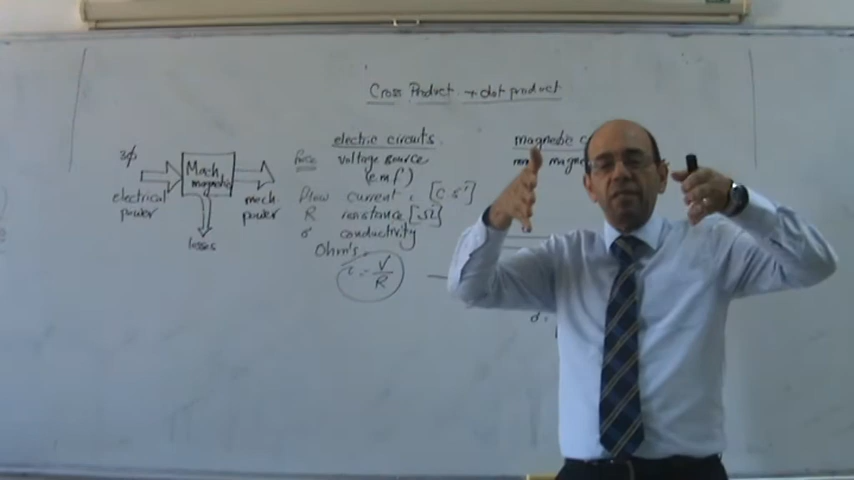 Cross Product → dot product
3ϕ
electrical power
Mach
magnetic
mech power
losses
electric circuits
force voltage source
(emf)
flow current
R resistance [Ω]
σ conductivity
Ohm's
i = V/R
magnetic c
σ